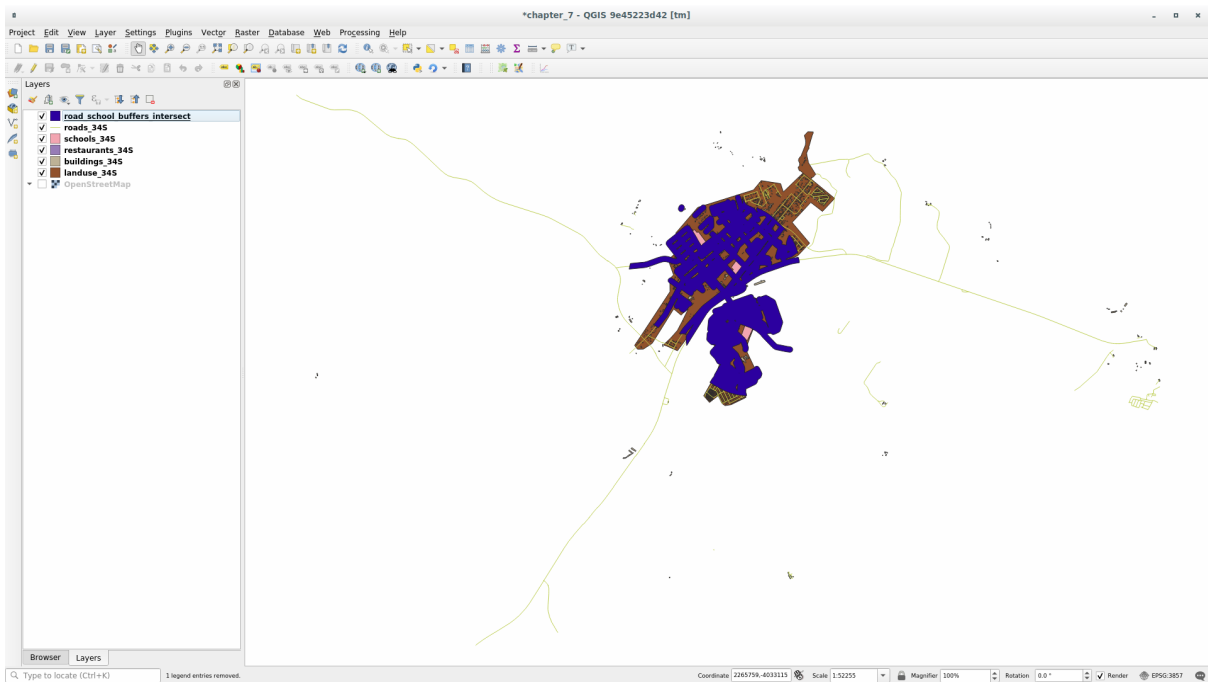 *chapter_7 - QGIS 9e45223d42 [tm]
Project Edit View Layer Settings Plugins Vector Raster Database Web Processing Help
Layers
road_school_buffers_intersect
roads_34S
schools_34S
restaurants_34S
buildings_34S
landuse_34S
OpenStreetMap
Browser Layers
Type to locate (Ctrl+K) 1 legend entries removed. Coordinate 2265759,-4033115 Scale 1:52255 Magnifier 100% Rotation 0.0 ° Render EPSG:3857